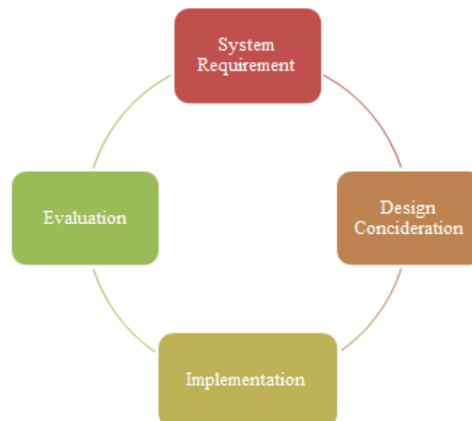 System
Requirement
Design
Concideration
Implementation
Evaluation